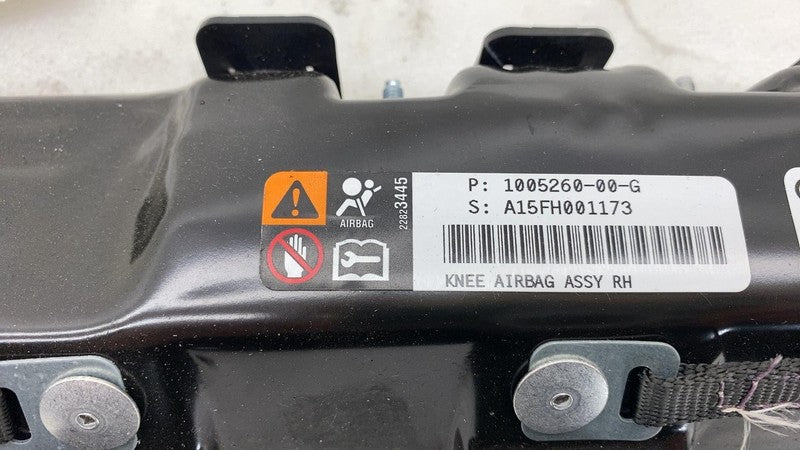 AIRBAG
22823445
P: 1005260-00-G
S: A15FH001173
KNEE AIRBAG ASSY RH